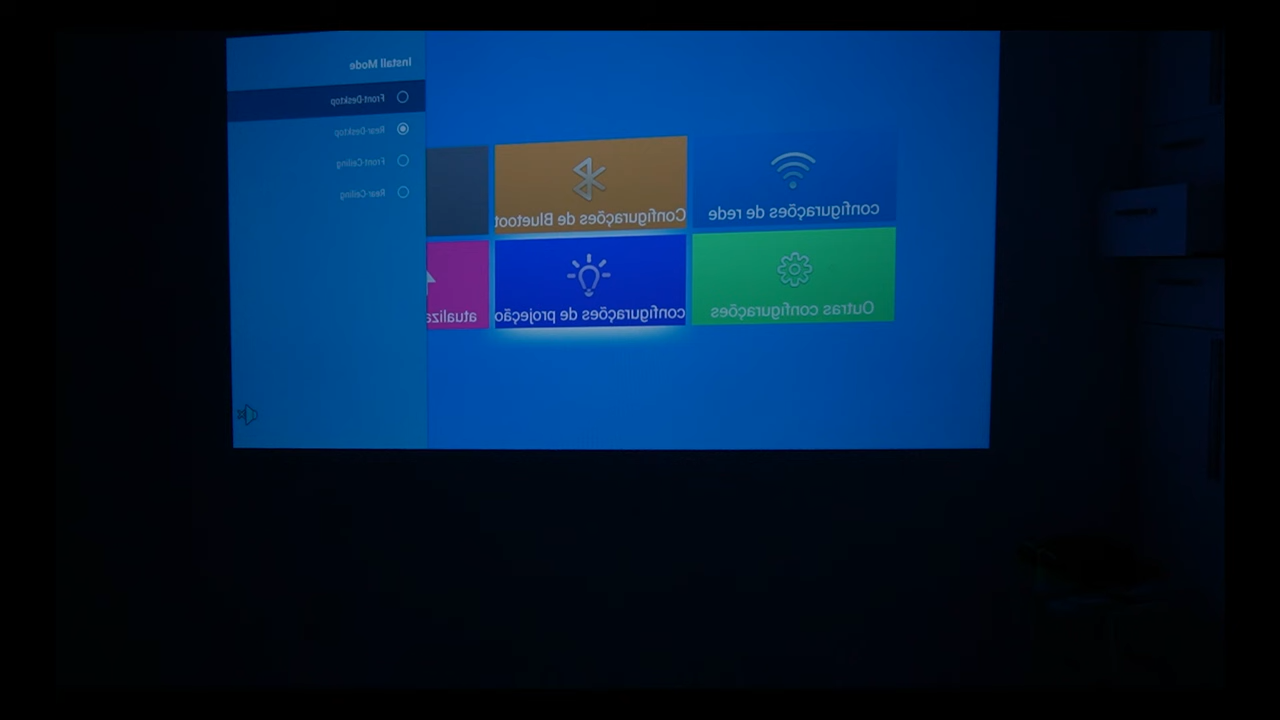 Install Mode
Front-Desktop
Rear-Desktop
Front-Ceiling
Rear-Ceiling
configurações de rede
Configurações de Bluetoot
Outras configurações
configurações de projeção
atualiza